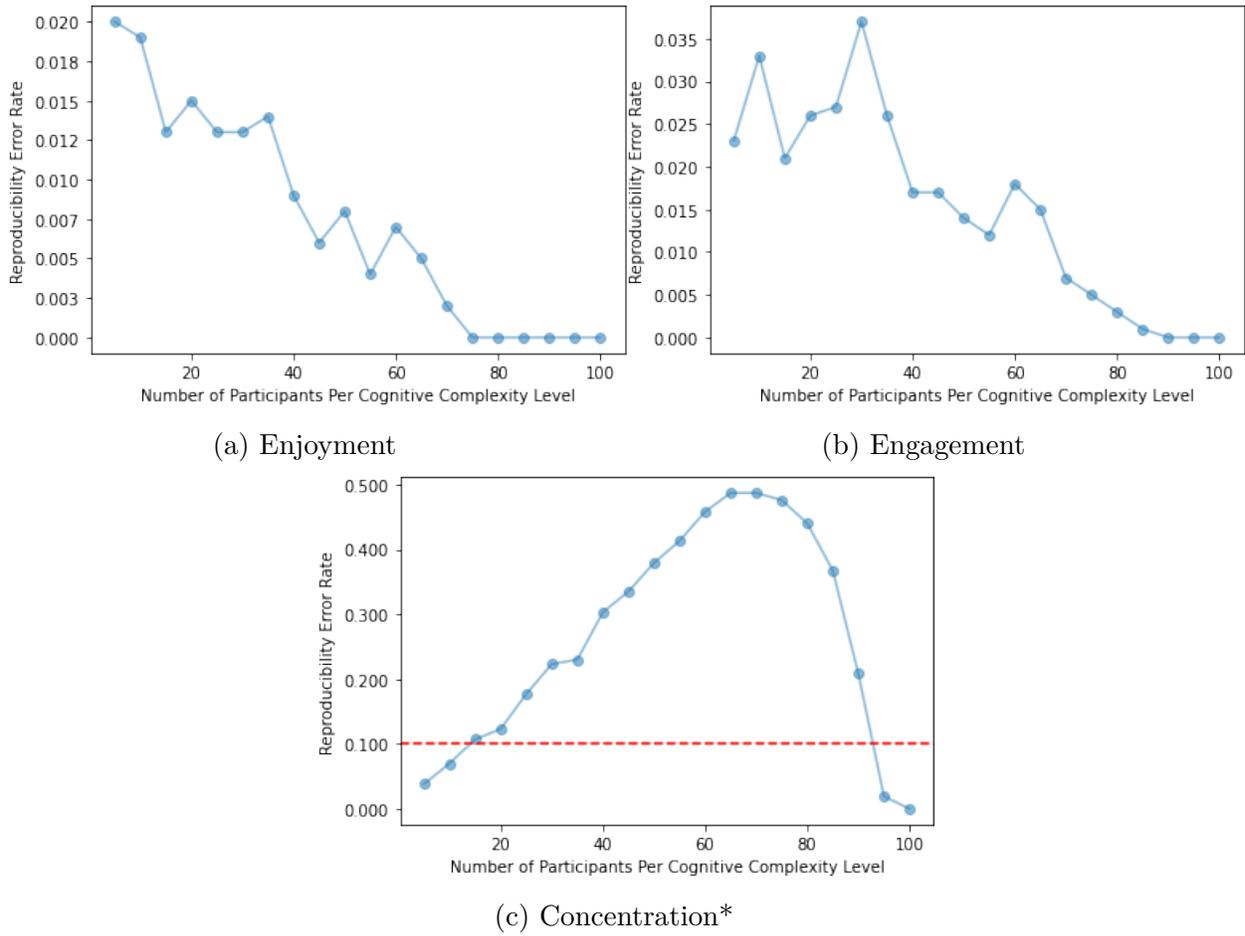 0.020
0.018
0.015
0.012
0.010
0.007
0.005
0.003
0.000
Reproducibility Error Rate
20 40 60 80 100
Number of Participants Per Cognitive Complexity Level
(a) Enjoyment
0.035
0.030
0.025
0.020
0.015
0.010
0.005
0.000
Reproducibility Error Rate
20 40 60 80 100
Number of Participants Per Cognitive Complexity Level
(b) Engagement
0.500
0.400
0.300
0.200
0.100
0.000
Reproducibility Error Rate
20 40 60 80 100
Number of Participants Per Cognitive Complexity Level
(c) Concentration*